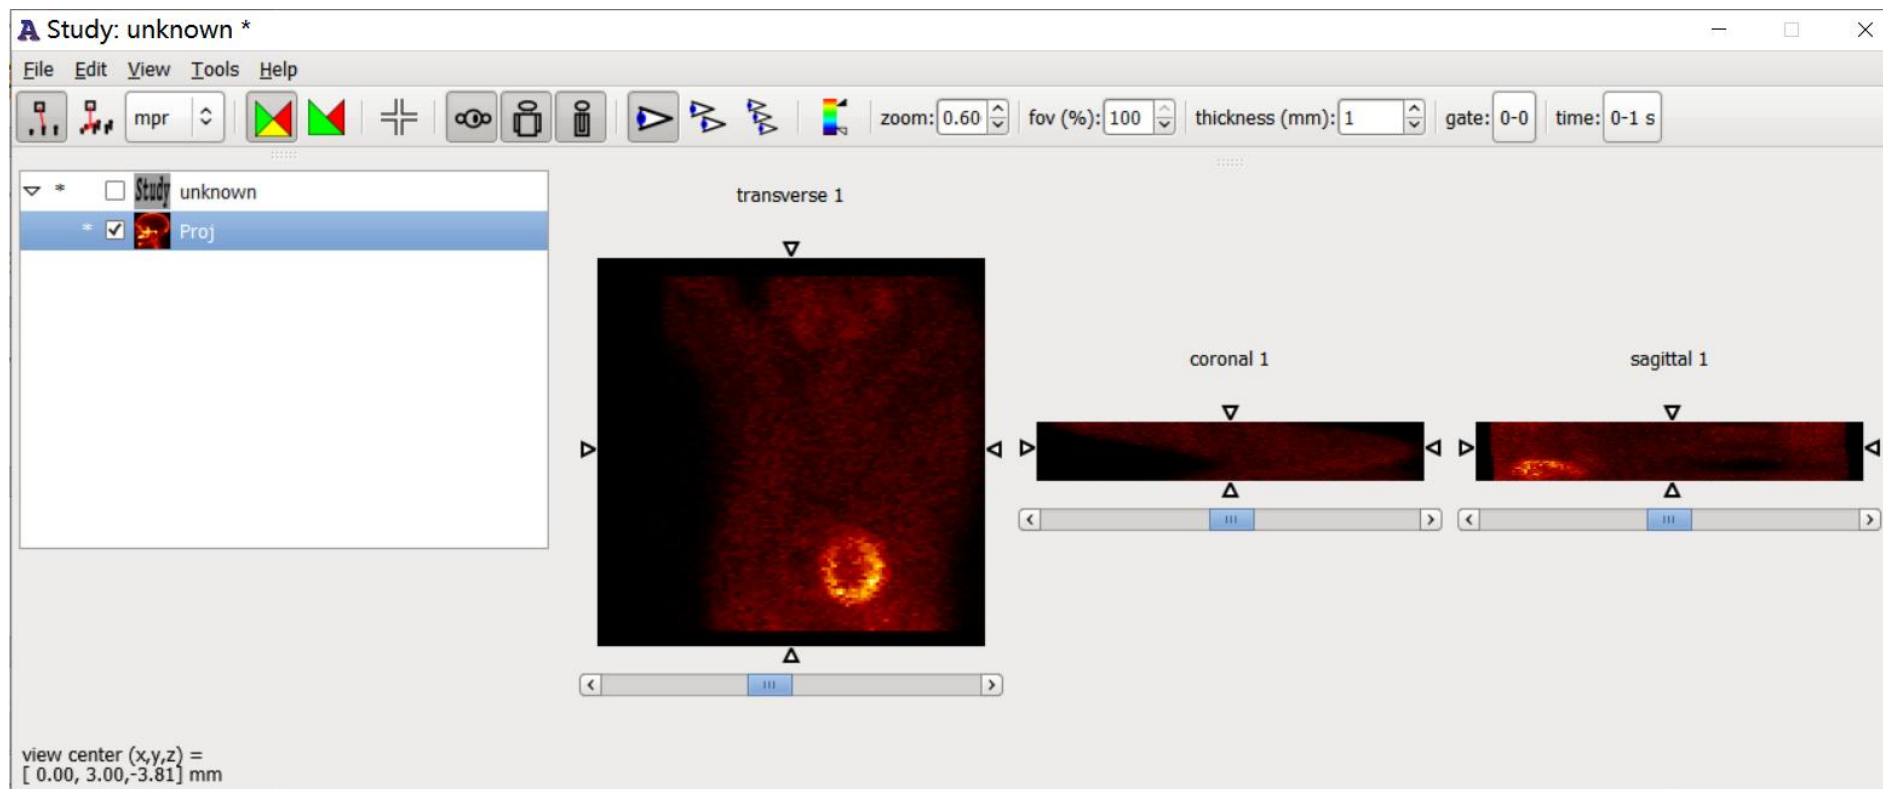 A Study: unknown *
File Edit View Tools Help
mpr zoom: 0.60 fov (%): 100 thickness (mm): 1 gate: 0-0 time: 0-1 s
* Study unknown
* Proj
transverse 1
coronal 1
sagittal 1
view center (x,y,z) =
[ 0.00, 3.00,-3.81] mm